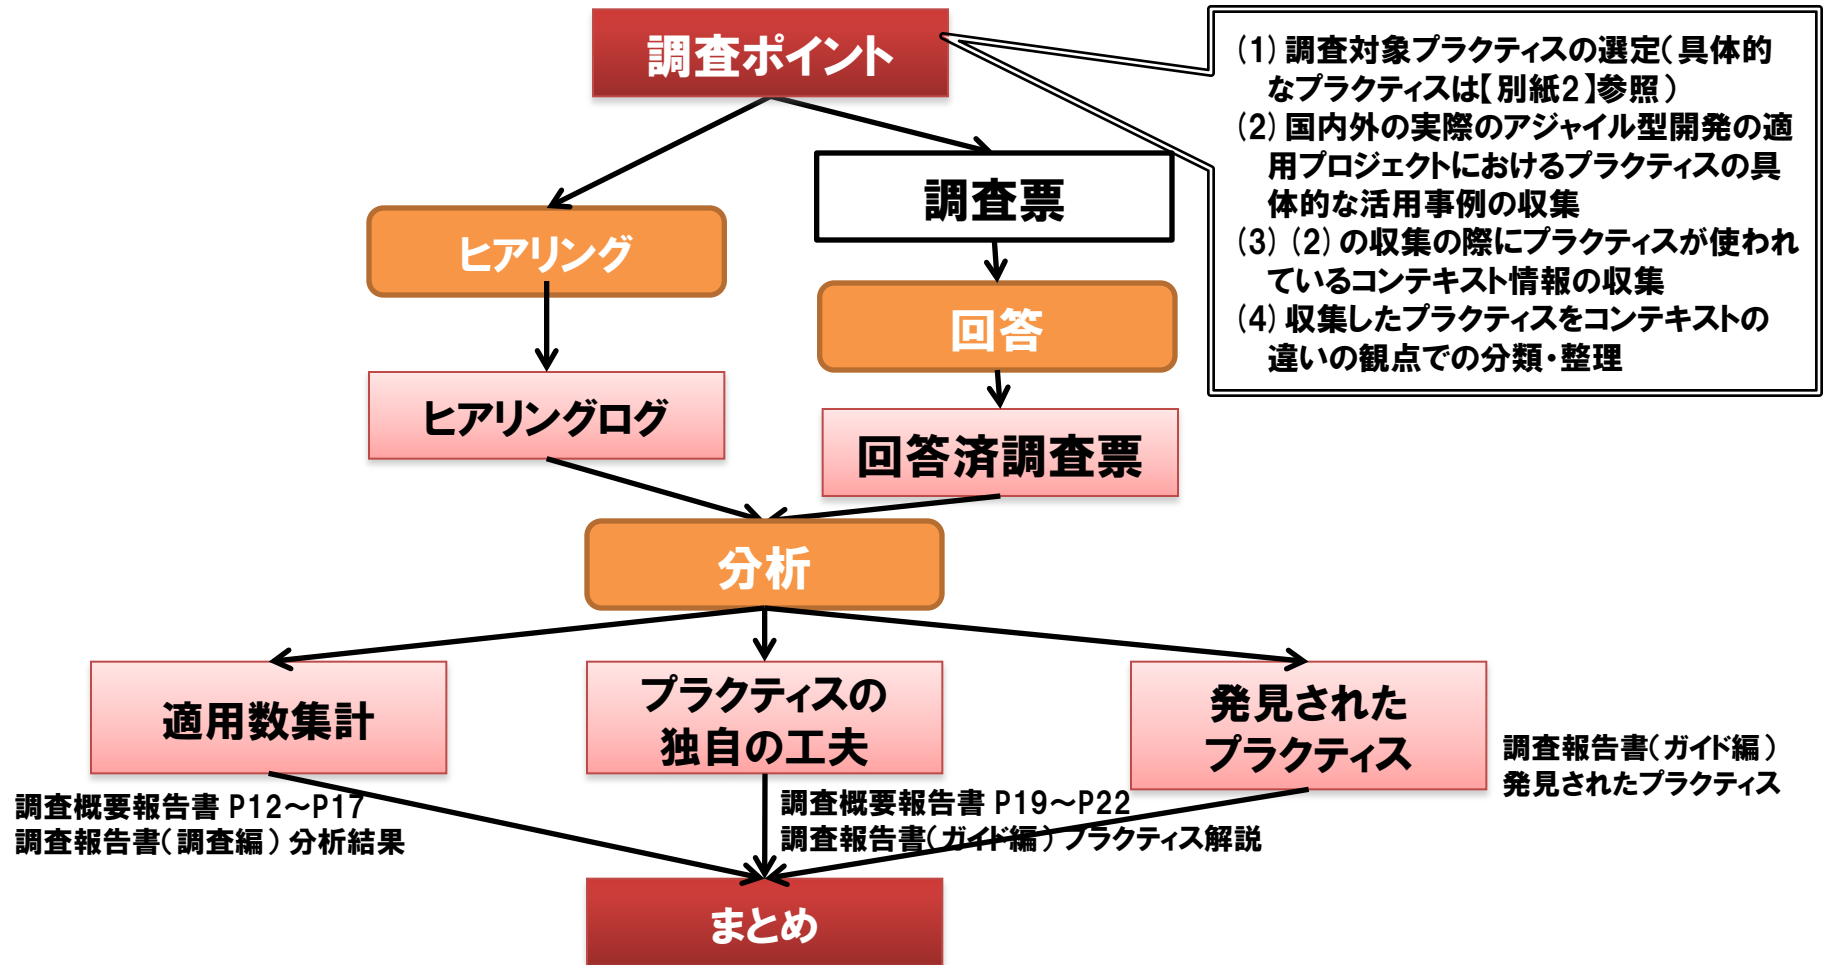 調査ポイント
(1) 調査対象プラクティスの選定(具体的
なプラクティスは【別紙2】参照)
(2) 国内外の実際のアジャイル型開発の適
用プロジェクトにおけるプラクティスの具
体的な活用事例の収集
(3) (2)の収集の際にプラクティスが使われ
ているコンテキスト情報の収集
(4) 収集したプラクティスをコンテキストの
違いの観点での分類・整理
調査票
ヒアリング
回答
ヒアリングログ
回答済調査票
分析
適用数集計
プラクティスの
独自の工夫
発見された
プラクティス
調査報告書(ガイド編)
発見されたプラクティス
調査概要報告書 P12～P17
調査報告書(調査編) 分析結果
調査概要報告書 P19～P22
調査報告書(ガイド編) プラクティス解説
まとめ